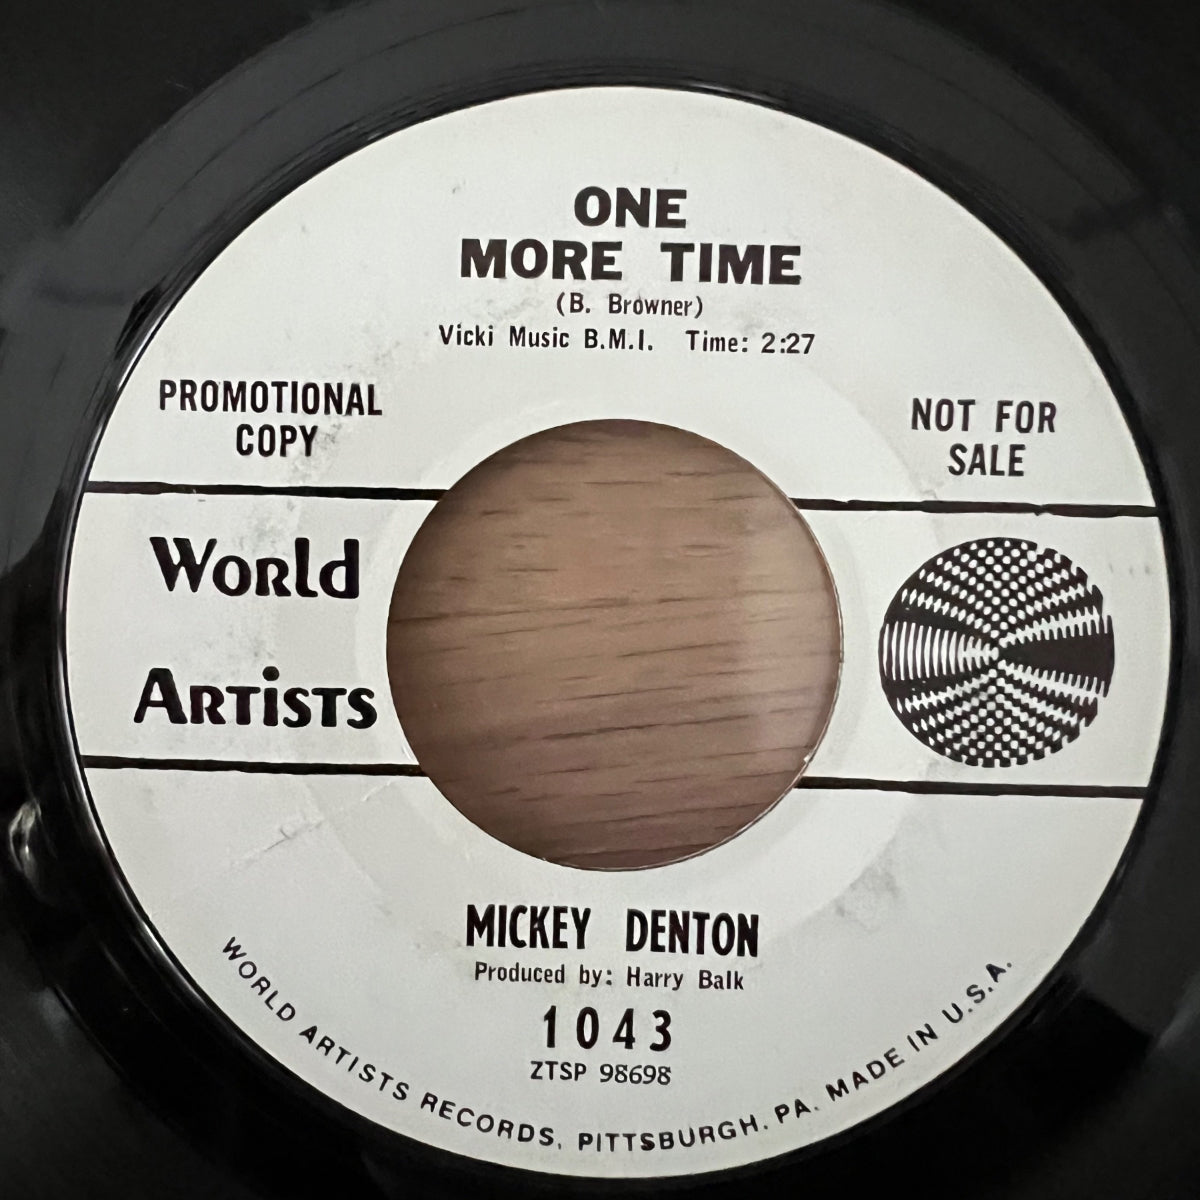 ONE
MORE TIME
(B. Browner)
Vicki Music B.M.I. Time: 2:27
PROMOTIONAL
COPY
NOT FOR
SALE
World
Artists
MICKEY DENTON
Produced by: Harry Balk
1043
ZTSP 98698
WORLD ARTISTS RECORDS, PITTSBURGH, PA. MADE IN U.S.A.